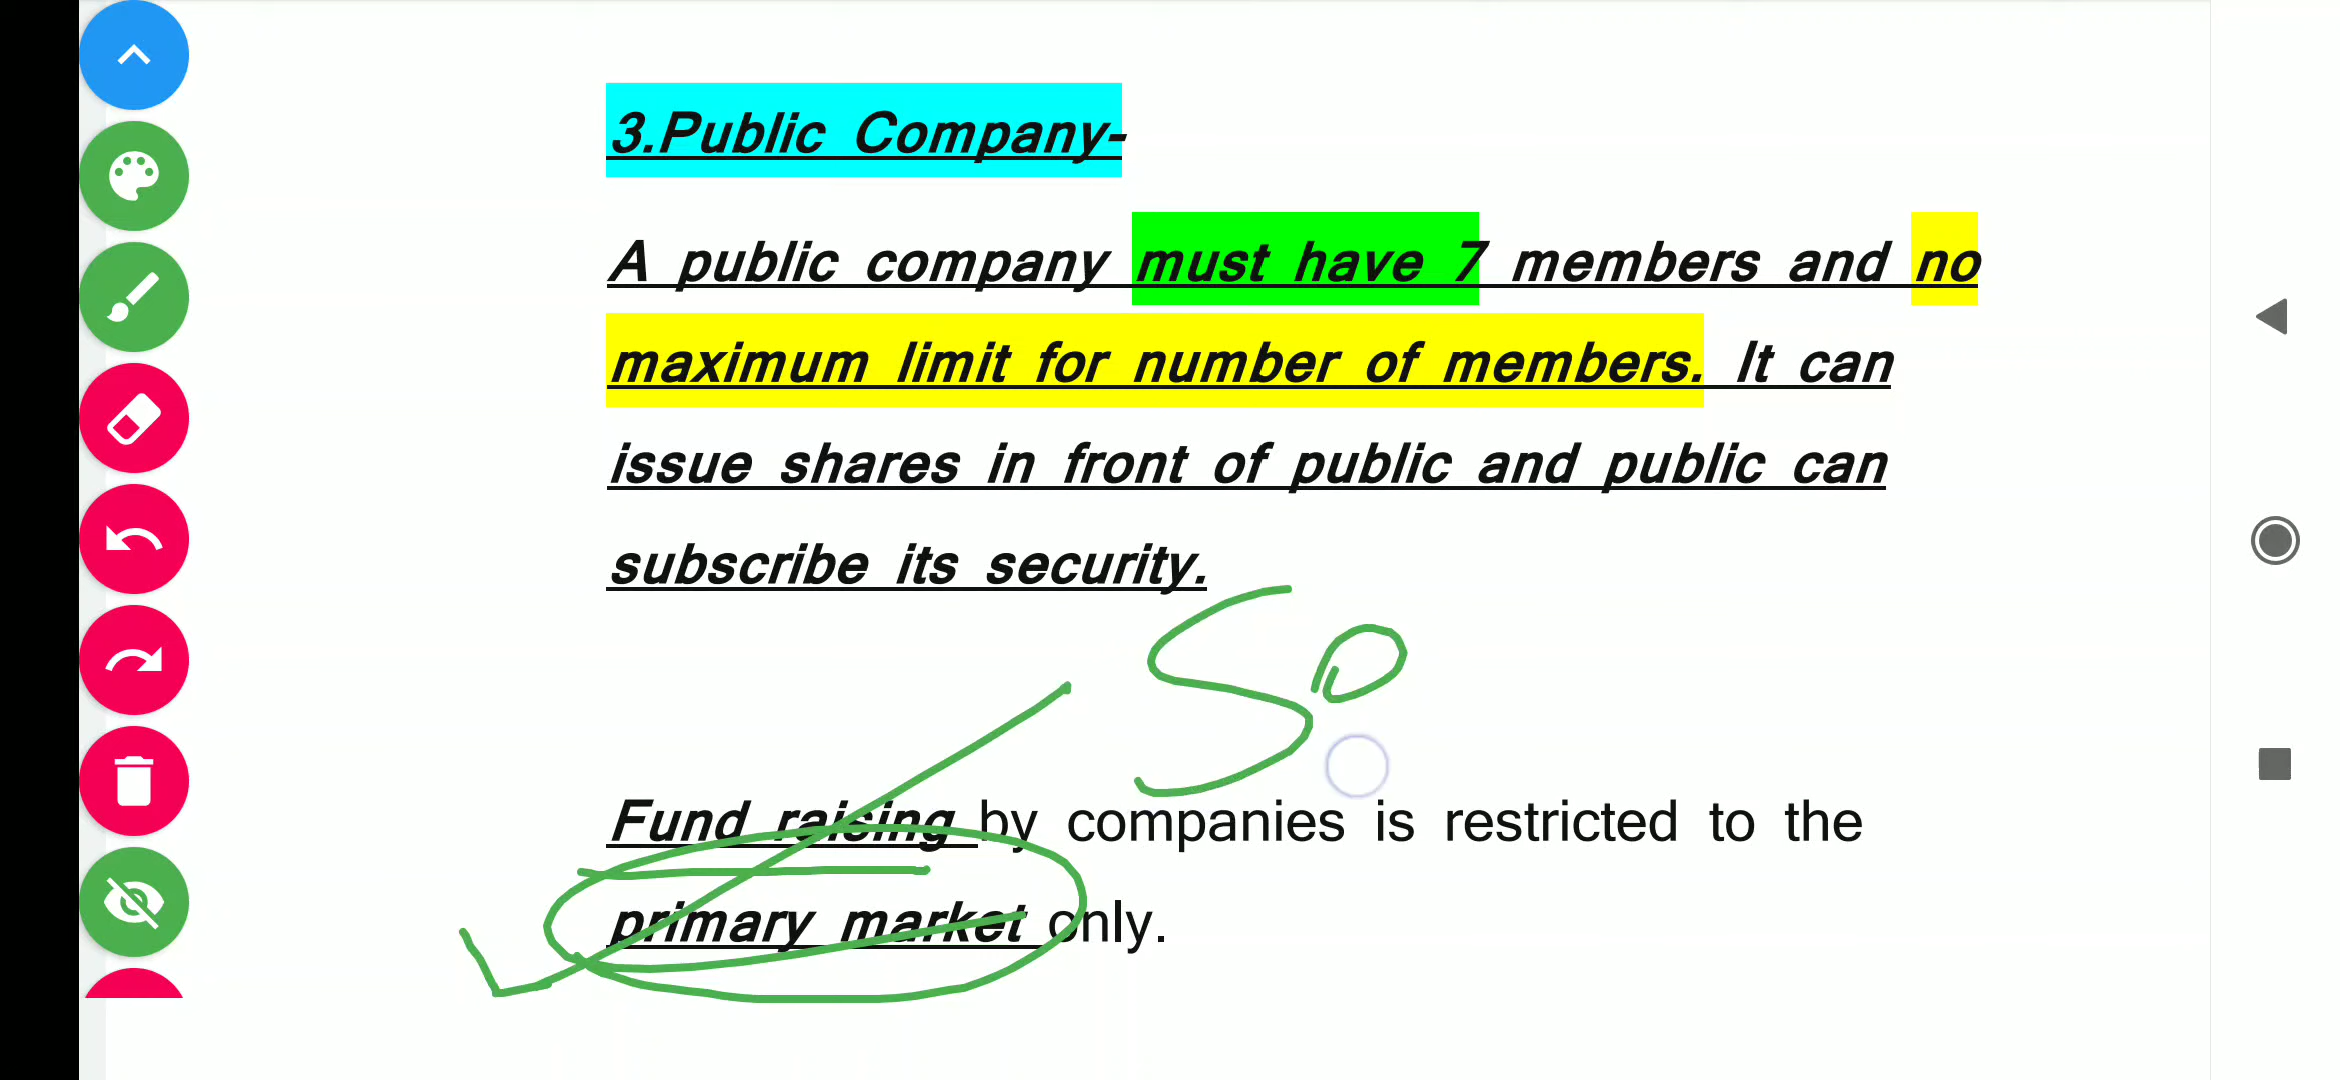 3.Public Company-
A public company must have 7 members and no
maximum limit for number of members. It can
issue shares in front of public and public can
subscribe its security.
So
Fund raising by companies is restricted to the
primary market only.